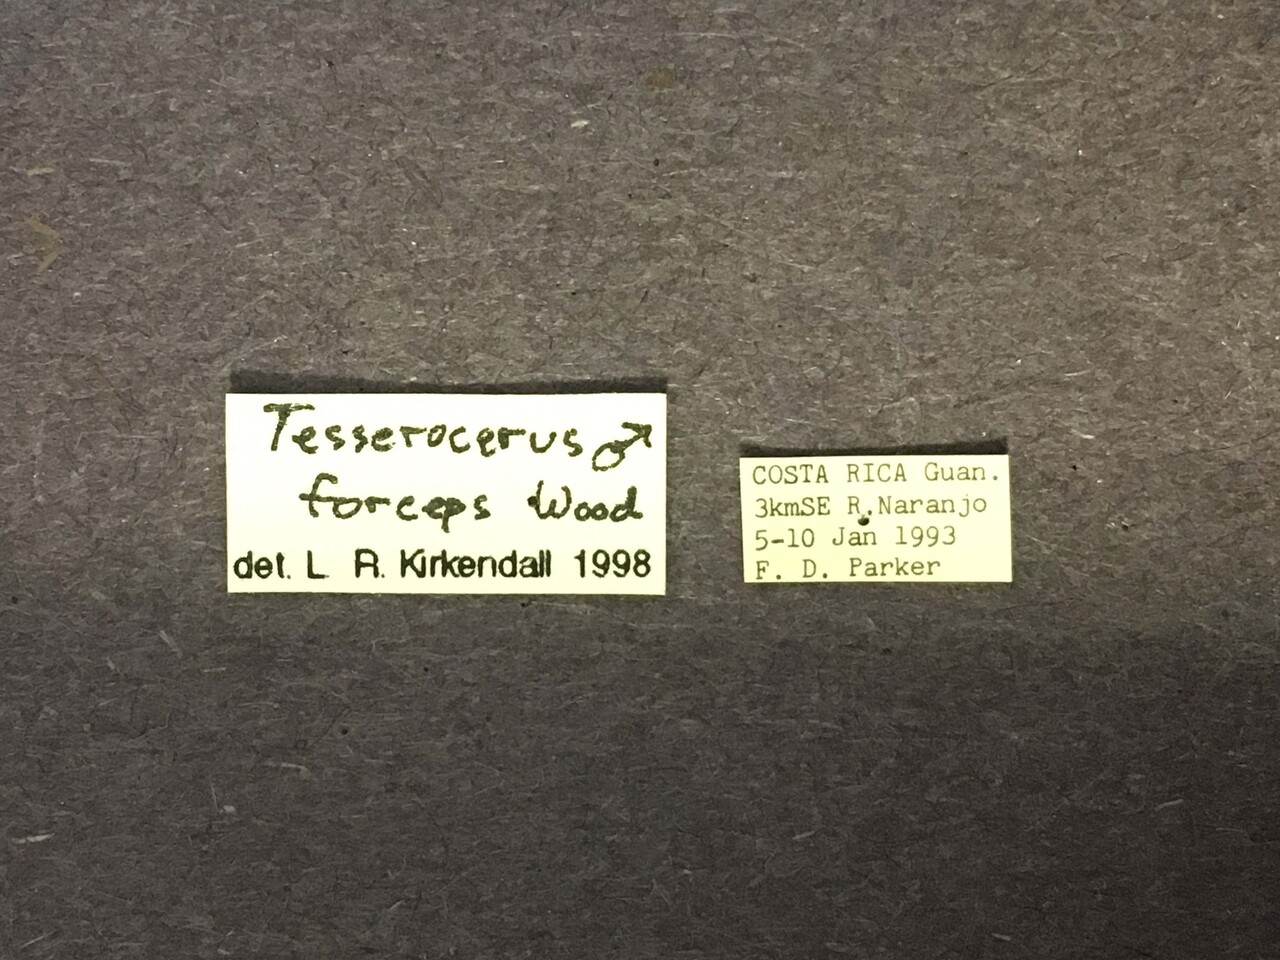 Tesserocerus ♂
forceps Wood
det. L R. Kirkendall 1998
COSTA RICA Guan.
3kmSE R.Naranjo
5-10 Jan 1993
F. D. Parker